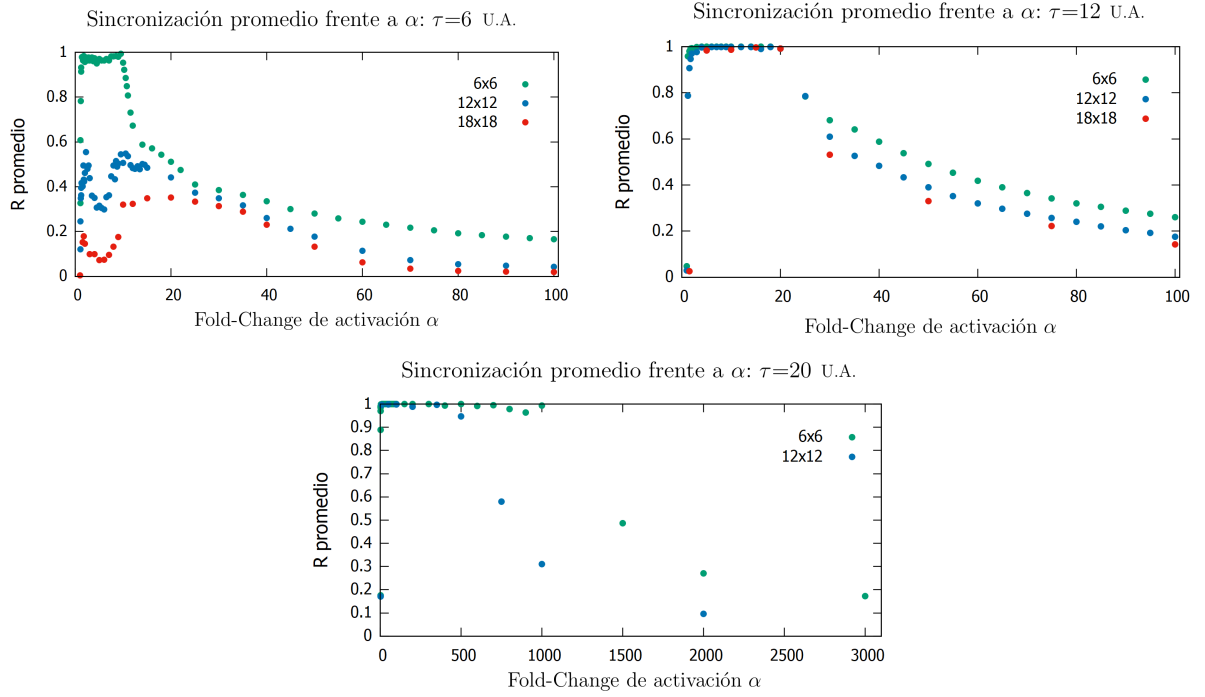 Sincronización promedio frente a α: τ=6 U.A.
R promedio
1
0.8
0.6
0.4
0.2
0
6x6
12x12
18x18
0 20 40 60 80 100
Fold-Change de activación α
Sincronización promedio frente a α: τ=12 U.A.
R promedio
1
0.8
0.6
0.4
0.2
0
6x6
12x12
18x18
0 20 40 60 80 100
Fold-Change de activación α
Sincronización promedio frente a α: τ=20 U.A.
R promedio
1
0.9
0.8
0.7
0.6
0.5
0.4
0.3
0.2
0.1
0
6x6
12x12
0 500 1000 1500 2000 2500 3000
Fold-Change de activación α